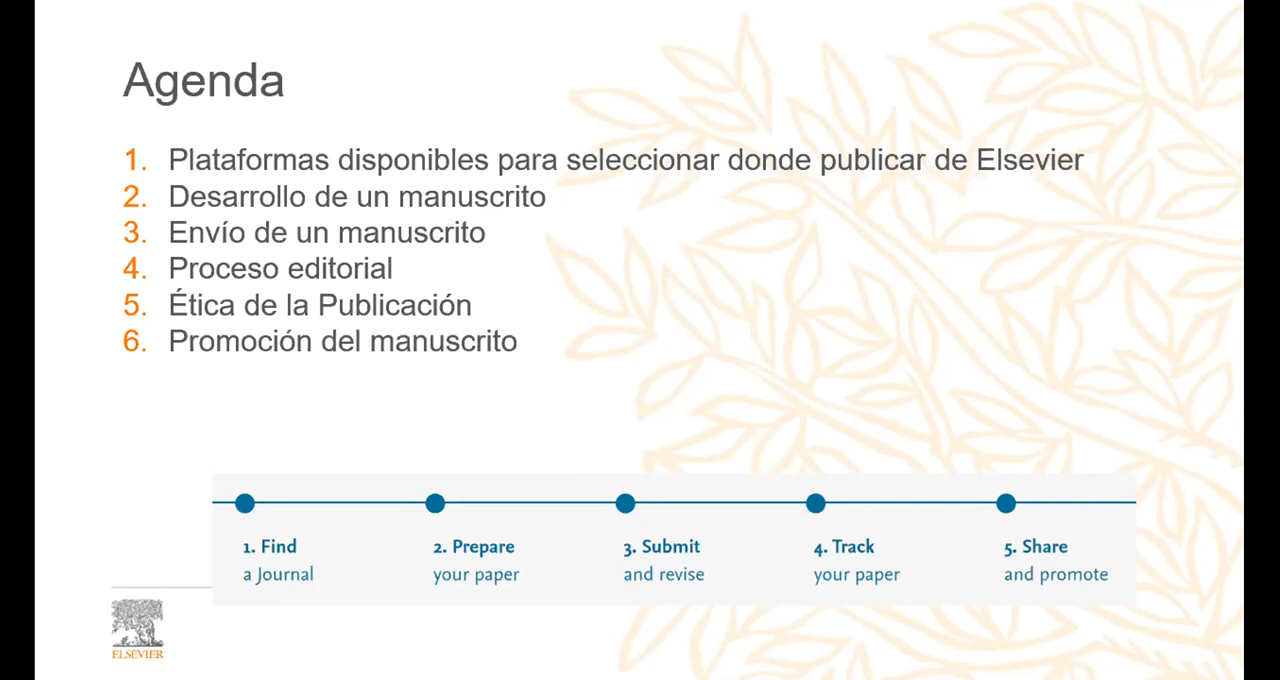 Agenda
1. Plataformas disponibles para seleccionar donde publicar de Elsevier
2. Desarrollo de un manuscrito
3. Envío de un manuscrito
4. Proceso editorial
5. Ética de la Publicación
6. Promoción del manuscrito
1. Find
a Journal
2. Prepare
your paper
3. Submit
and revise
4. Track
your paper
5. Share
and promote
ELSEVIER